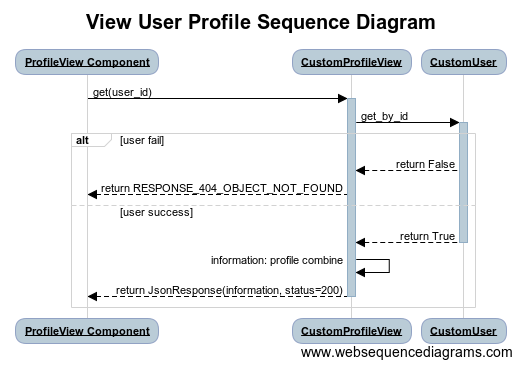 View User Profile Sequence Diagram
ProfileView Component
CustomProfileView
CustomUser
get(user_id)
get_by_id
alt
[user fail]
return False
return RESPONSE_404_OBJECT_NOT_FOUND
[user success]
return True
information: profile combine
return JsonResponse(information, status=200)
ProfileView Component
CustomProfileView
CustomUser
www.websequencediagrams.com